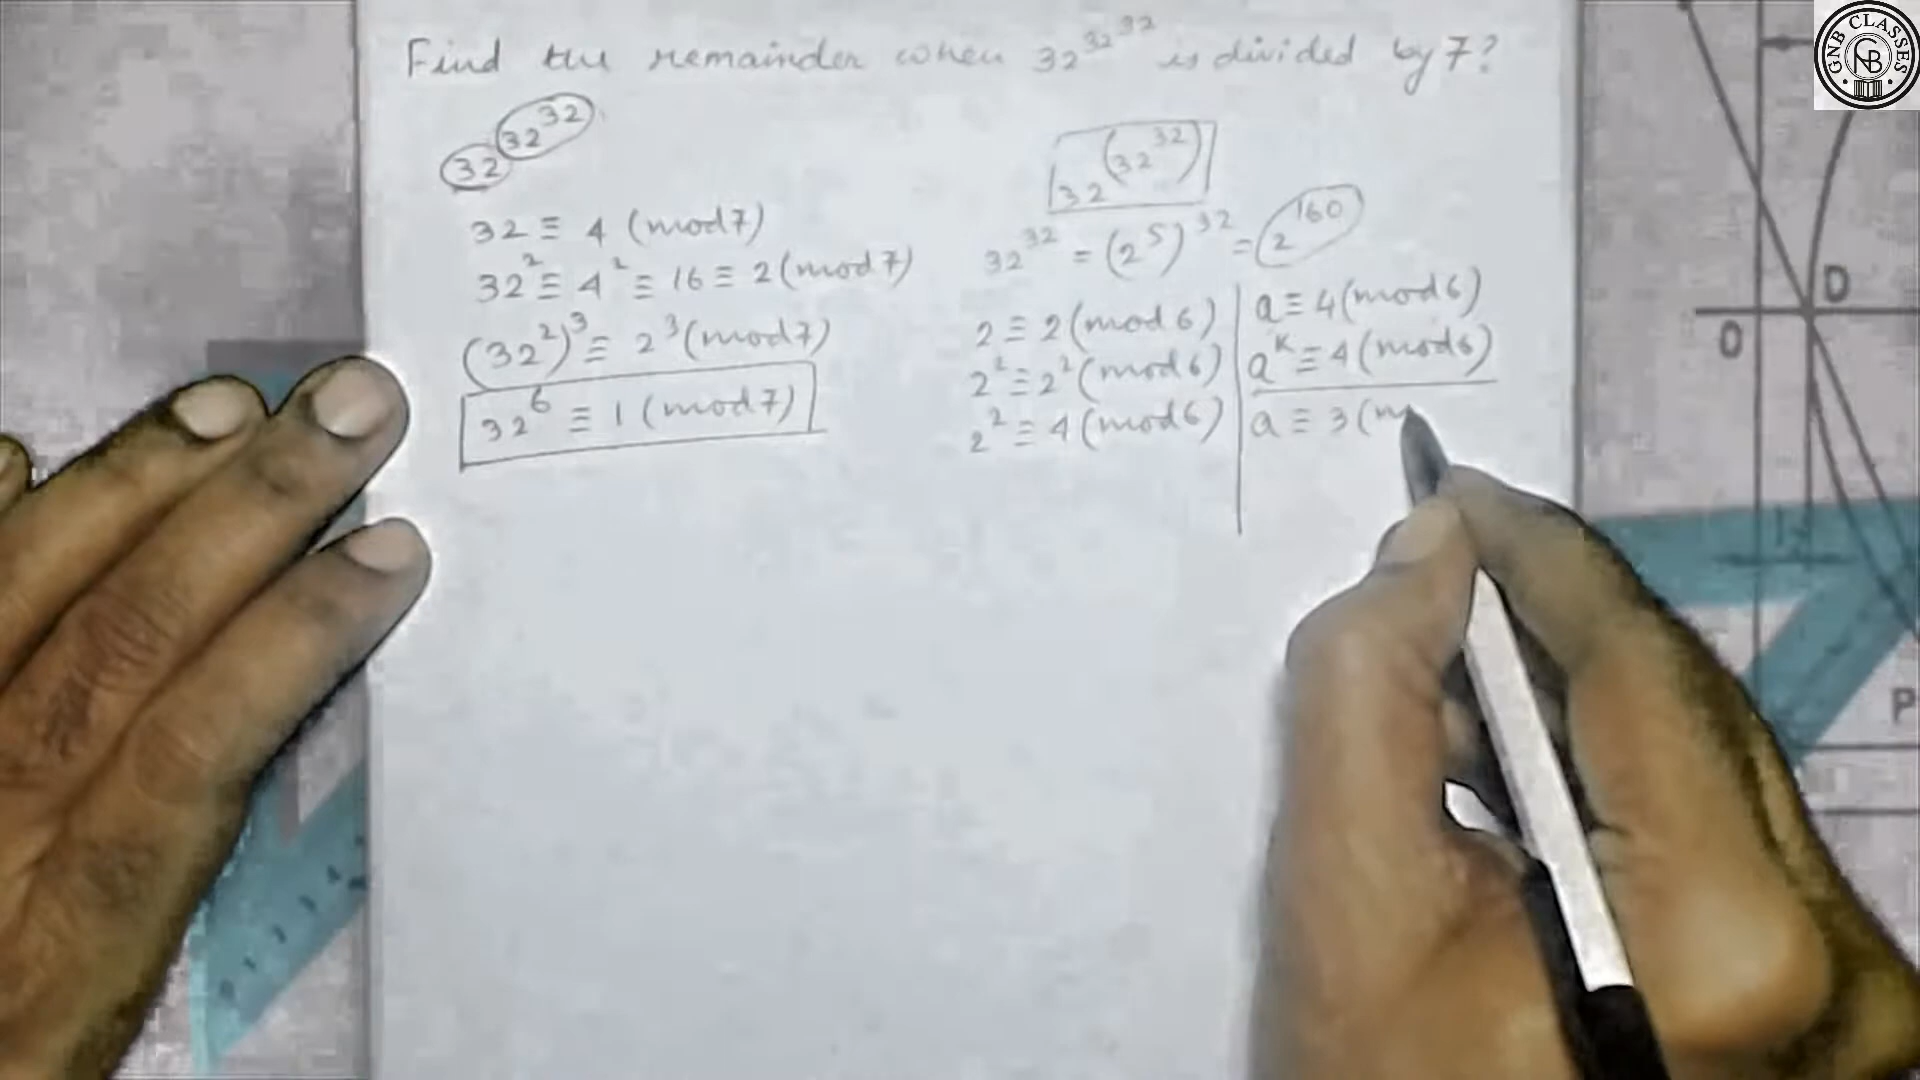 Find the remainder when 32^32^32 is divided by 7?
32^32^32
32 ≡ 4 (mod 7)
32^2 ≡ 4^2 ≡ 16 ≡ 2 (mod 7)
(32^2)^3 ≡ 2^3 (mod 7)
32^6 ≡ 1 (mod 7)
32^(32^32)
32^32 = (2^5)^32 = 2^160
2 ≡ 2 (mod 6)
2^2 ≡ 2^2 (mod 6)
2^2 ≡ 4 (mod 6)
a ≡ 4 (mod 6)
a^k ≡ 4 (mod 6)
a ≡ 3 (m
GNB CLASSES
GNB
D
O
P